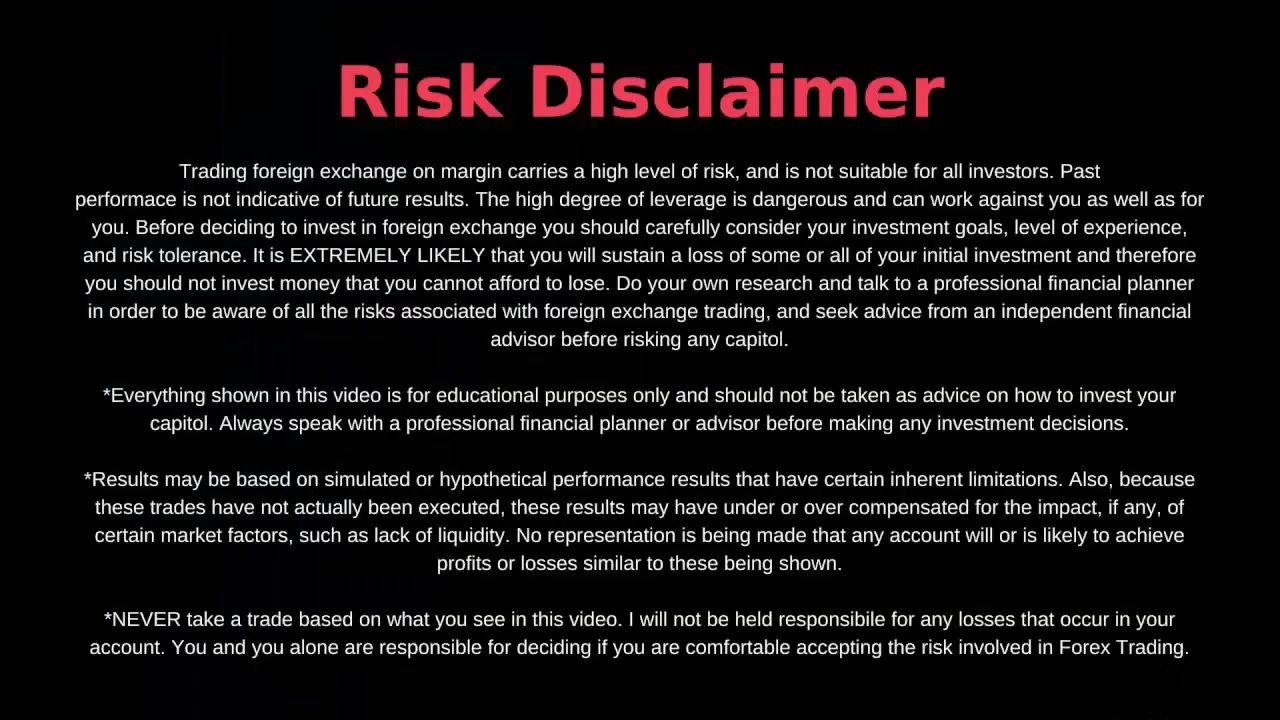 Risk Disclaimer
Trading foreign exchange on margin carries a high level of risk, and is not suitable for all investors. Past
performace is not indicative of future results. The high degree of leverage is dangerous and can work against you as well as for
you. Before deciding to invest in foreign exchange you should carefully consider your investment goals, level of experience,
and risk tolerance. It is EXTREMELY LIKELY that you will sustain a loss of some or all of your initial investment and therefore
you should not invest money that you cannot afford to lose. Do your own research and talk to a professional financial planner
in order to be aware of all the risks associated with foreign exchange trading, and seek advice from an independent financial
advisor before risking any capitol.
*Everything shown in this video is for educational purposes only and should not be taken as advice on how to invest your
capitol. Always speak with a professional financial planner or advisor before making any investment decisions.
*Results may be based on simulated or hypothetical performance results that have certain inherent limitations. Also, because
these trades have not actually been executed, these results may have under or over compensated for the impact, if any, of
certain market factors, such as lack of liquidity. No representation is being made that any account will or is likely to achieve
profits or losses similar to these being shown.
*NEVER take a trade based on what you see in this video. I will not be held responsibile for any losses that occur in your
account. You and you alone are responsible for deciding if you are comfortable accepting the risk involved in Forex Trading.